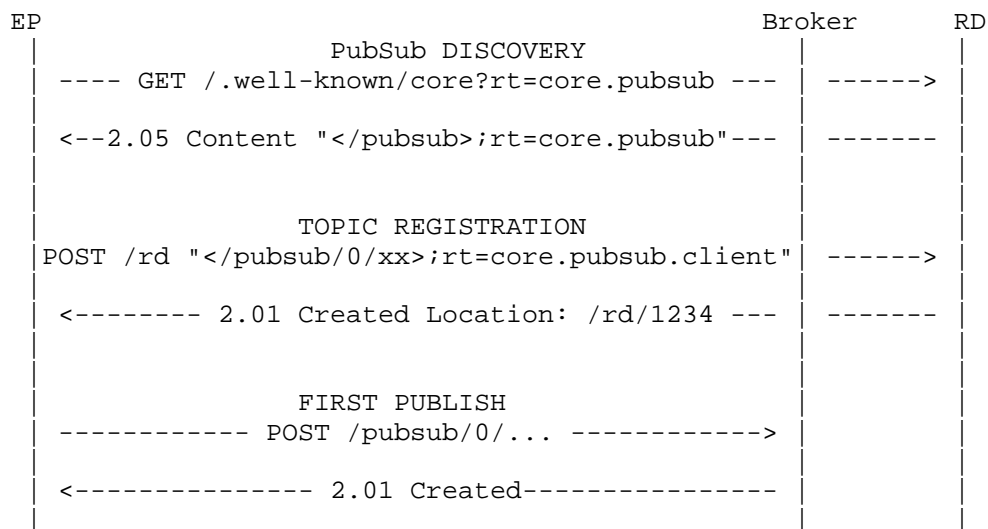 EP Broker RD
PubSub DISCOVERY
---- GET /.well-known/core?rt=core.pubsub --- | ------>
<--2.05 Content "</pubsub>;rt=core.pubsub"--- | -------
TOPIC REGISTRATION
POST /rd "</pubsub/0/xx>;rt=core.pubsub.client" | ------>
<-------- 2.01 Created Location: /rd/1234 --- | -------
FIRST PUBLISH
------------ POST /pubsub/0/... ------------>
<--------------- 2.01 Created----------------